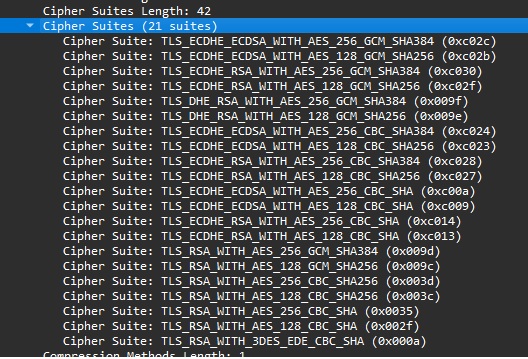 Cipher Suites Length: 42
Cipher Suites (21 suites)
Cipher Suite: TLS_ECDHE_ECDSA_WITH_AES_256_GCM_SHA384 (0xc02c)
Cipher Suite: TLS_ECDHE_ECDSA_WITH_AES_128_GCM_SHA256 (0xc02b)
Cipher Suite: TLS_ECDHE_RSA_WITH_AES_256_GCM_SHA384 (0xc030)
Cipher Suite: TLS_ECDHE_RSA_WITH_AES_128_GCM_SHA256 (0xc02f)
Cipher Suite: TLS_DHE_RSA_WITH_AES_256_GCM_SHA384 (0x009f)
Cipher Suite: TLS_DHE_RSA_WITH_AES_128_GCM_SHA256 (0x009e)
Cipher Suite: TLS_ECDHE_ECDSA_WITH_AES_256_CBC_SHA384 (0xc024)
Cipher Suite: TLS_ECDHE_ECDSA_WITH_AES_128_CBC_SHA256 (0xc023)
Cipher Suite: TLS_ECDHE_RSA_WITH_AES_256_CBC_SHA384 (0xc028)
Cipher Suite: TLS_ECDHE_RSA_WITH_AES_128_CBC_SHA256 (0xc027)
Cipher Suite: TLS_ECDHE_ECDSA_WITH_AES_256_CBC_SHA (0xc00a)
Cipher Suite: TLS_ECDHE_ECDSA_WITH_AES_128_CBC_SHA (0xc009)
Cipher Suite: TLS_ECDHE_RSA_WITH_AES_256_CBC_SHA (0xc014)
Cipher Suite: TLS_ECDHE_RSA_WITH_AES_128_CBC_SHA (0xc013)
Cipher Suite: TLS_RSA_WITH_AES_256_GCM_SHA384 (0x009d)
Cipher Suite: TLS_RSA_WITH_AES_128_GCM_SHA256 (0x009c)
Cipher Suite: TLS_RSA_WITH_AES_256_CBC_SHA256 (0x003d)
Cipher Suite: TLS_RSA_WITH_AES_128_CBC_SHA256 (0x003c)
Cipher Suite: TLS_RSA_WITH_AES_256_CBC_SHA (0x0035)
Cipher Suite: TLS_RSA_WITH_AES_128_CBC_SHA (0x002f)
Cipher Suite: TLS_RSA_WITH_3DES_EDE_CBC_SHA (0x000a)
Compression Methods Length: 1